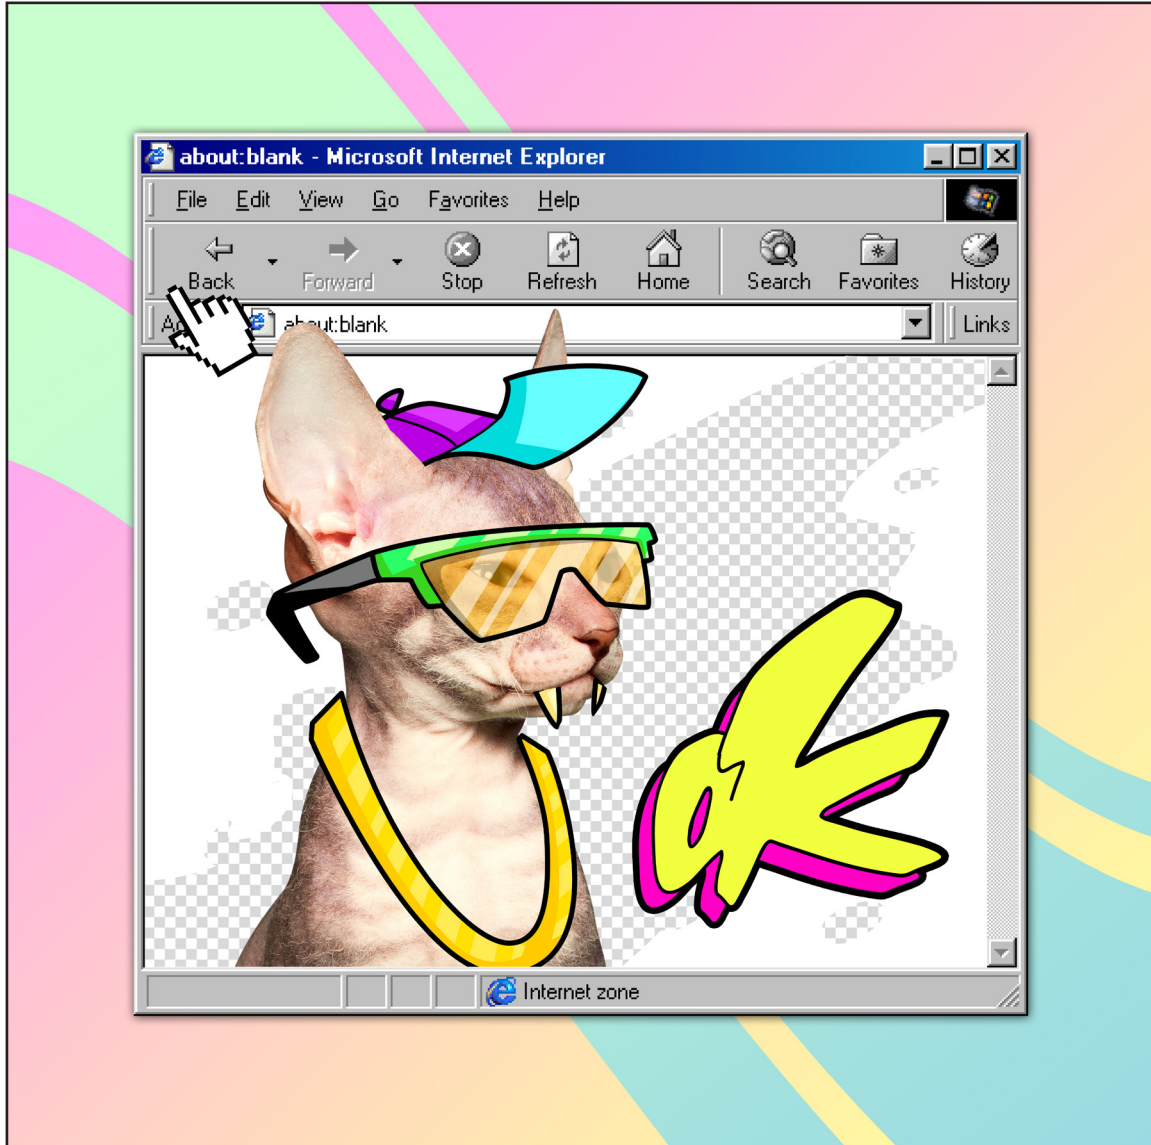 about:blank - Microsoft Internet Explorer
File Edit View Go Favorites Help
Back Forward Stop Refresh Home Search Favorites History
about:blank Links
ok
Internet zone